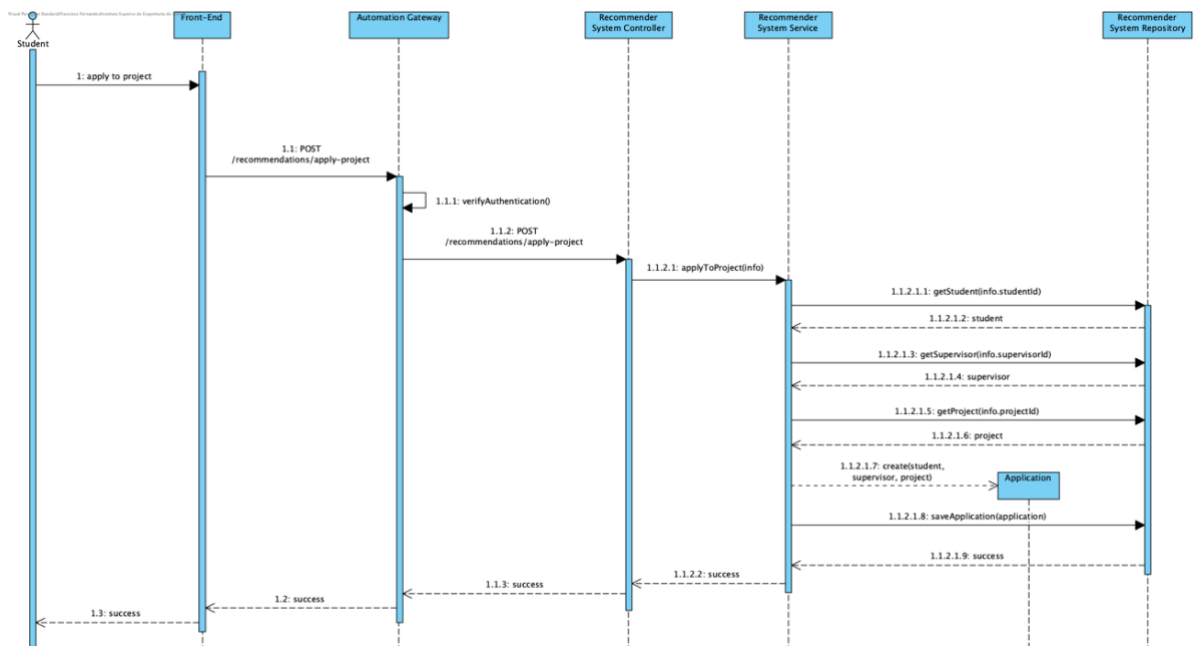 Front-End
Automation Gateway
Recommender
System Controller
Recommender
System Service
Recommender
System Repository
Student
1: apply to project
1.1: POST
/recommendations/apply-project
1.1.1: verifyAuthentication()
1.1.2: POST
/recommendations/apply-project
1.1.2.1: applyToProject(info)
1.1.2.1.1: getStudent(info.studentId)
1.1.2.1.2: student
1.1.2.1.3: getSupervisor(info.supervisorId)
1.1.2.1.4: supervisor
1.1.2.1.5: getProject(info.projectId)
1.1.2.1.6: project
1.1.2.1.7: create(student,
supervisor, project)
Application
1.1.2.1.8: saveApplication(application)
1.1.2.1.9: success
1.1.2.2: success
1.1.3: success
1.2: success
1.3: success